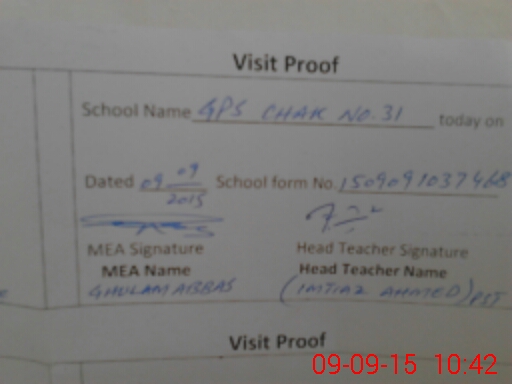 Visit Proof
School Name GPS CHAK NO.31 today on
Dated 09 09 2015 School form No. 1509091037468
MEA Signature Head Teacher Signature
MEA Name Head Teacher Name
GHULAM ABBAS (IMTIAZ AHMED) PST
Visit Proof
09-09-15 10:42